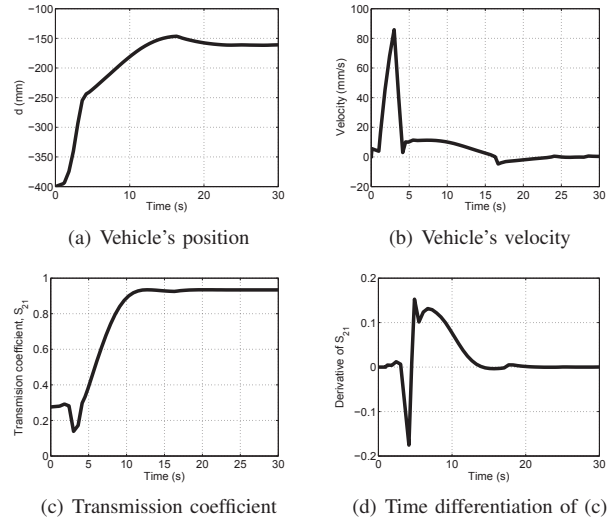 −100
−150
−200
−250
−300
−350
−400
0 5 10 15 20 25 30
d (mm)
Time (s)
(a) Vehicle's position
100
80
60
40
20
0
−20
0 5 10 15 20 25 30
Velocity (mm/s)
Time (s)
(b) Vehicle's velocity
1
0.8
0.6
0.4
0.2
0
0 5 10 15 20 25 30
Transmision coefficient, S21
Time (s)
(c) Transmission coefficient
0.2
0.1
0
−0.1
−0.2
0 10 20 30
Derivative of S21
Time (s)
(d) Time differentiation of (c)